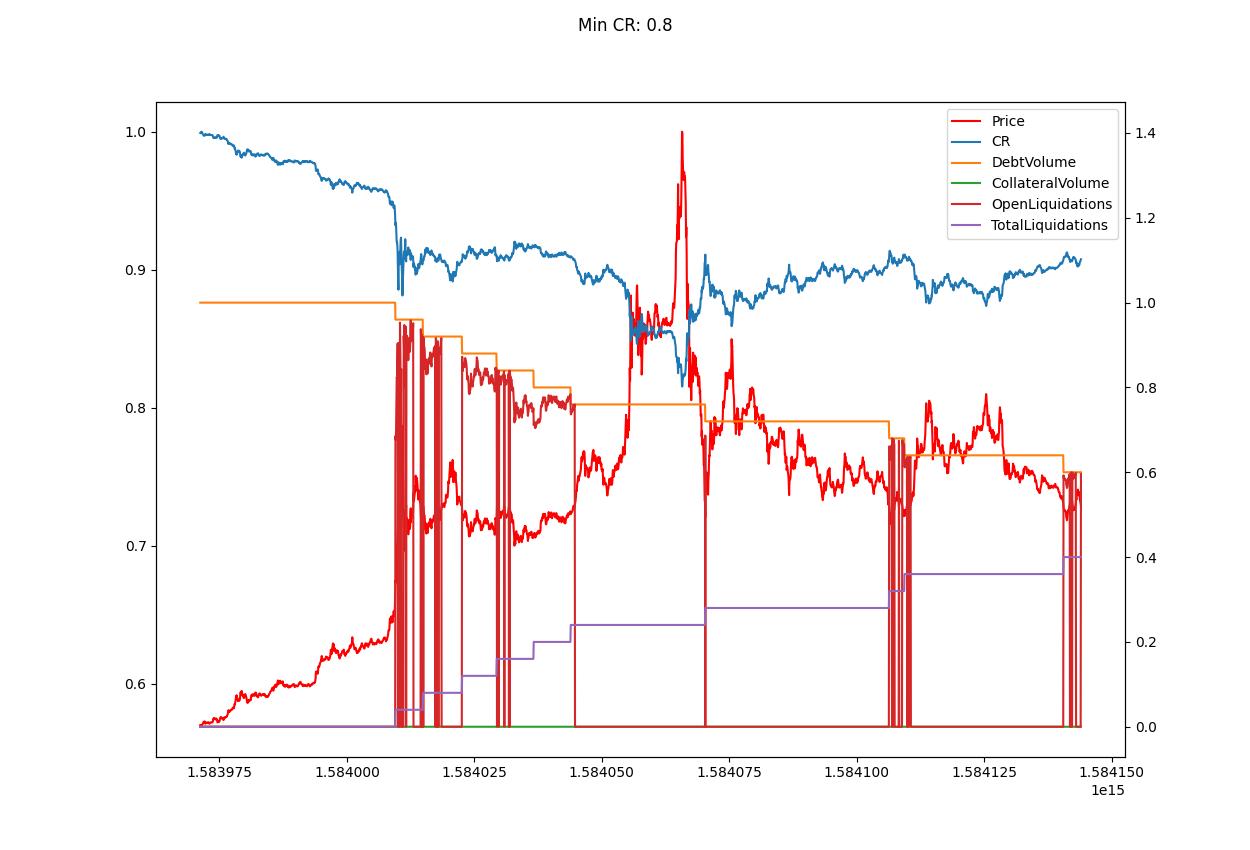 Min CR: 0.8
1.0
0.9
0.8
0.7
0.6
1.4
1.2
1.0
0.8
0.6
0.4
0.2
0.0
Price
CR
DebtVolume
CollateralVolume
OpenLiquidations
TotalLiquidations
1.583975 1.584000 1.584025 1.584050 1.584075 1.584100 1.584125 1.584150
1e15